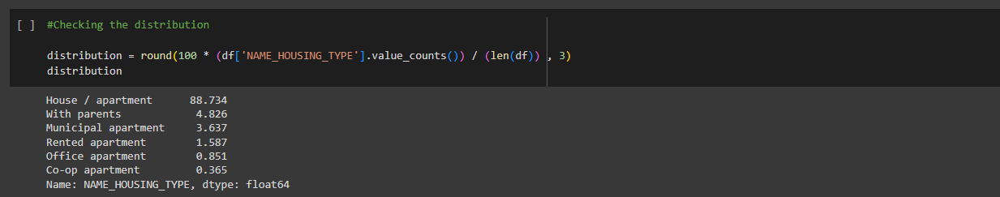 [ ] #Checking the distribution
distribution = round(100 * (df['NAME_HOUSING_TYPE'].value_counts()) / (len(df)) , 3)
distribution
House / apartment      88.734
With parents            4.826
Municipal apartment     3.637
Rented apartment        1.587
Office apartment        0.851
Co-op apartment         0.365
Name: NAME_HOUSING_TYPE, dtype: float64